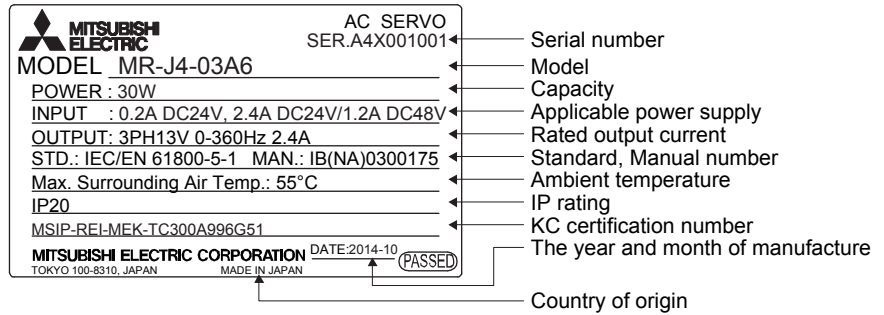 MITSUBISHI ELECTRIC
AC SERVO
SER.A4X001001
Serial number
MODEL MR-J4-03A6
Model
POWER : 30W
Capacity
INPUT : 0.2A DC24V, 2.4A DC24V/1.2A DC48V
Applicable power supply
OUTPUT: 3PH13V 0-360Hz 2.4A
Rated output current
STD.: IEC/EN 61800-5-1 MAN.: IB(NA)0300175
Standard, Manual number
Max. Surrounding Air Temp.: 55°C
Ambient temperature
IP20
IP rating
MSIP-REI-MEK-TC300A996G51
KC certification number
MITSUBISHI ELECTRIC CORPORATION
DATE:2014-10
PASSED
The year and month of manufacture
TOKYO 100-8310, JAPAN MADE IN JAPAN
Country of origin